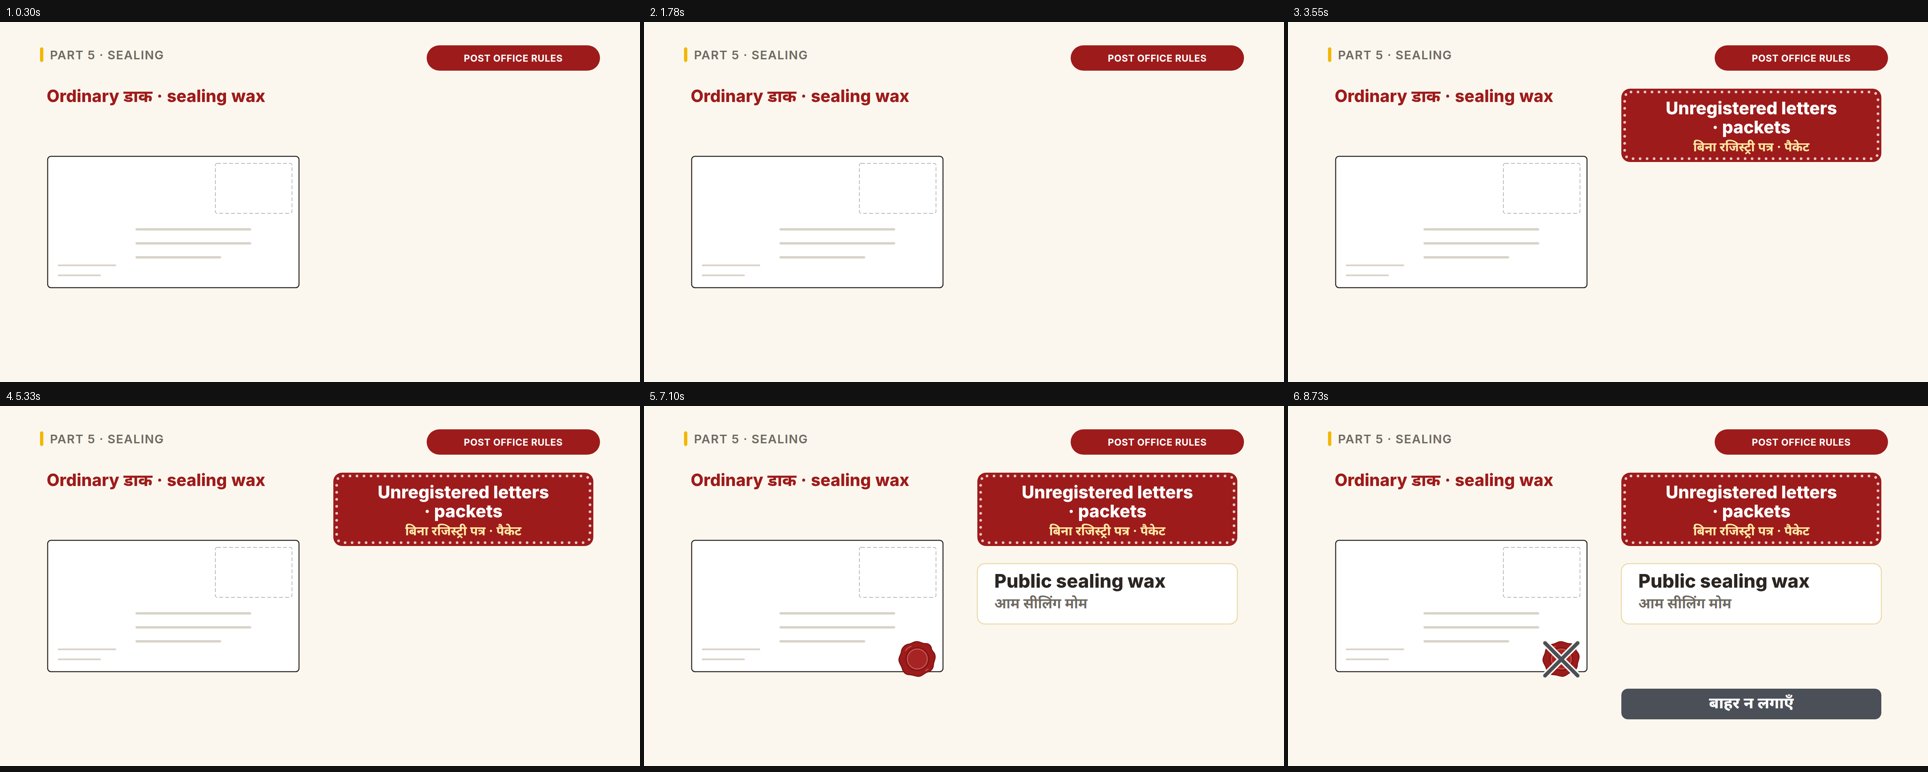 1. 0.30s
PART 5 · SEALING
POST OFFICE RULES
Ordinary डाक · sealing wax
2. 1.78s
PART 5 · SEALING
POST OFFICE RULES
Ordinary डाक · sealing wax
3. 3.55s
PART 5 · SEALING
POST OFFICE RULES
Ordinary डाक · sealing wax
Unregistered letters
· packets
बिना रजिस्ट्री पत्र · पैकेट
4. 5.33s
PART 5 · SEALING
POST OFFICE RULES
Ordinary डाक · sealing wax
Unregistered letters
· packets
बिना रजिस्ट्री पत्र · पैकेट
5. 7.10s
PART 5 · SEALING
POST OFFICE RULES
Ordinary डाक · sealing wax
Unregistered letters
· packets
बिना रजिस्ट्री पत्र · पैकेट
Public sealing wax
आम सीलिंग मोम
6. 8.73s
PART 5 · SEALING
POST OFFICE RULES
Ordinary डाक · sealing wax
Unregistered letters
· packets
बिना रजिस्ट्री पत्र · पैकेट
Public sealing wax
आम सीलिंग मोम
बाहर न लगाएँ